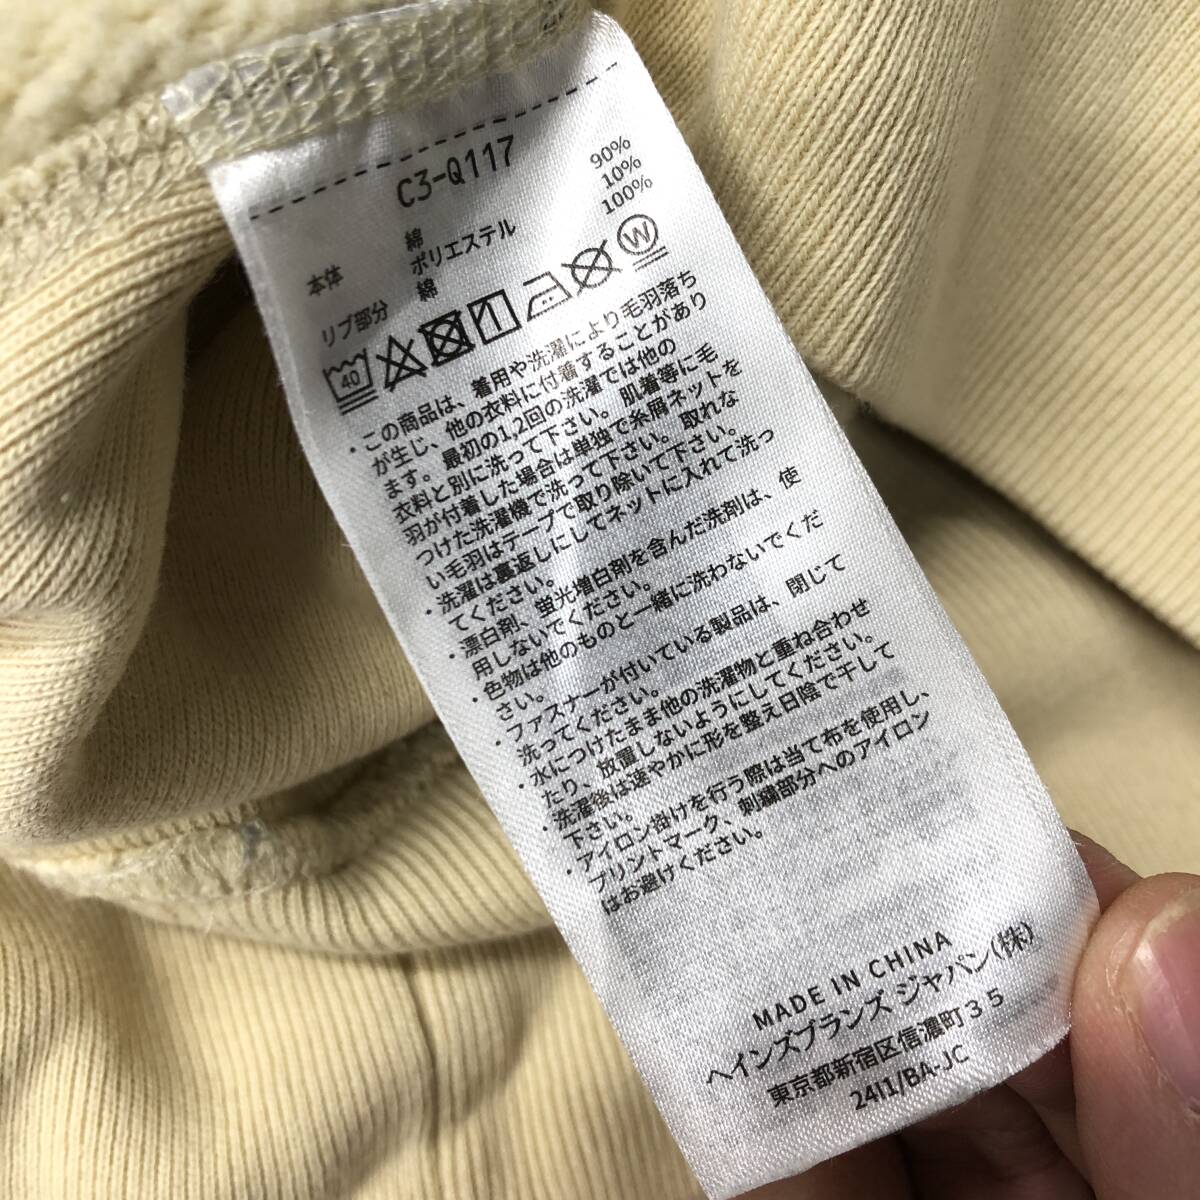 C3-Q117
本体 綿 90%
ポリエステル 10%
リブ部分 綿 100%
40 W
・この商品は、着用や洗濯により毛羽落ち
が生じ、他の衣料に付着することがあり
ます。最初の1,2回の洗濯では他の
衣料と別に洗って下さい。肌着等に毛
羽が付着した場合は単独で糸屑ネットを
つけた洗濯機で洗って下さい。取れな
い毛羽はテープで取り除いて下さい。
・洗濯は裏返しにしてネットに入れて洗っ
てください。
・漂白剤、蛍光増白剤を含んだ洗剤は、使
用しないでください。
・色物は他のものと一緒に洗わないでくだ
さい。
・ファスナーが付いている製品は、閉じて
洗ってください。
・水につけたまま他の洗濯物と重ね合わせ
たり、放置しないようにしてください。
・洗濯後は速やかに形を整え日陰で干して
下さい。
・アイロン掛けを行う際は当て布を使用し、
プリントマーク、刺繍部分へのアイロン
はお避けください。
MADE IN CHINA
ヘインズブランズ ジャパン(株)
東京都新宿区信濃町35
24I1/BA-JC